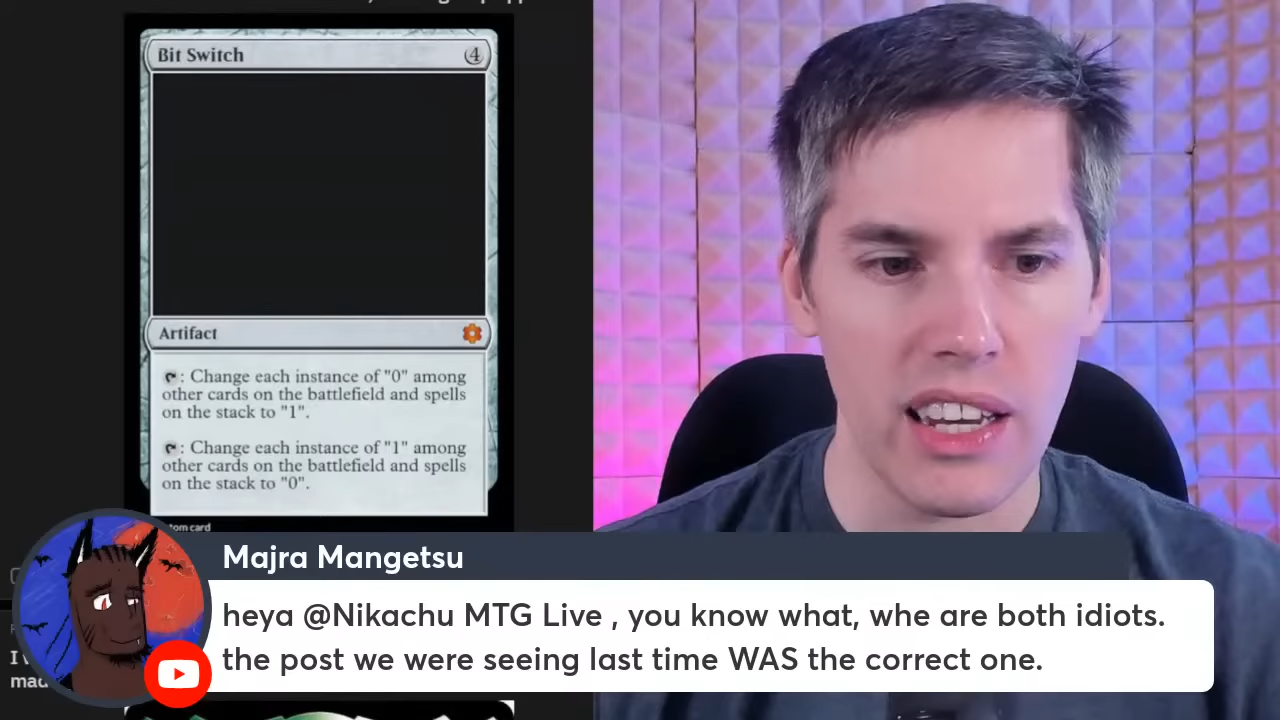 Bit Switch
4
Artifact
: Change each instance of "0" among
other cards on the battlefield and spells
on the stack to "1".
: Change each instance of "1" among
other cards on the battlefield and spells
on the stack to "0".
tom card
Majra Mangetsu
heya @Nikachu MTG Live , you know what, whe are both idiots.
the post we were seeing last time WAS the correct one.